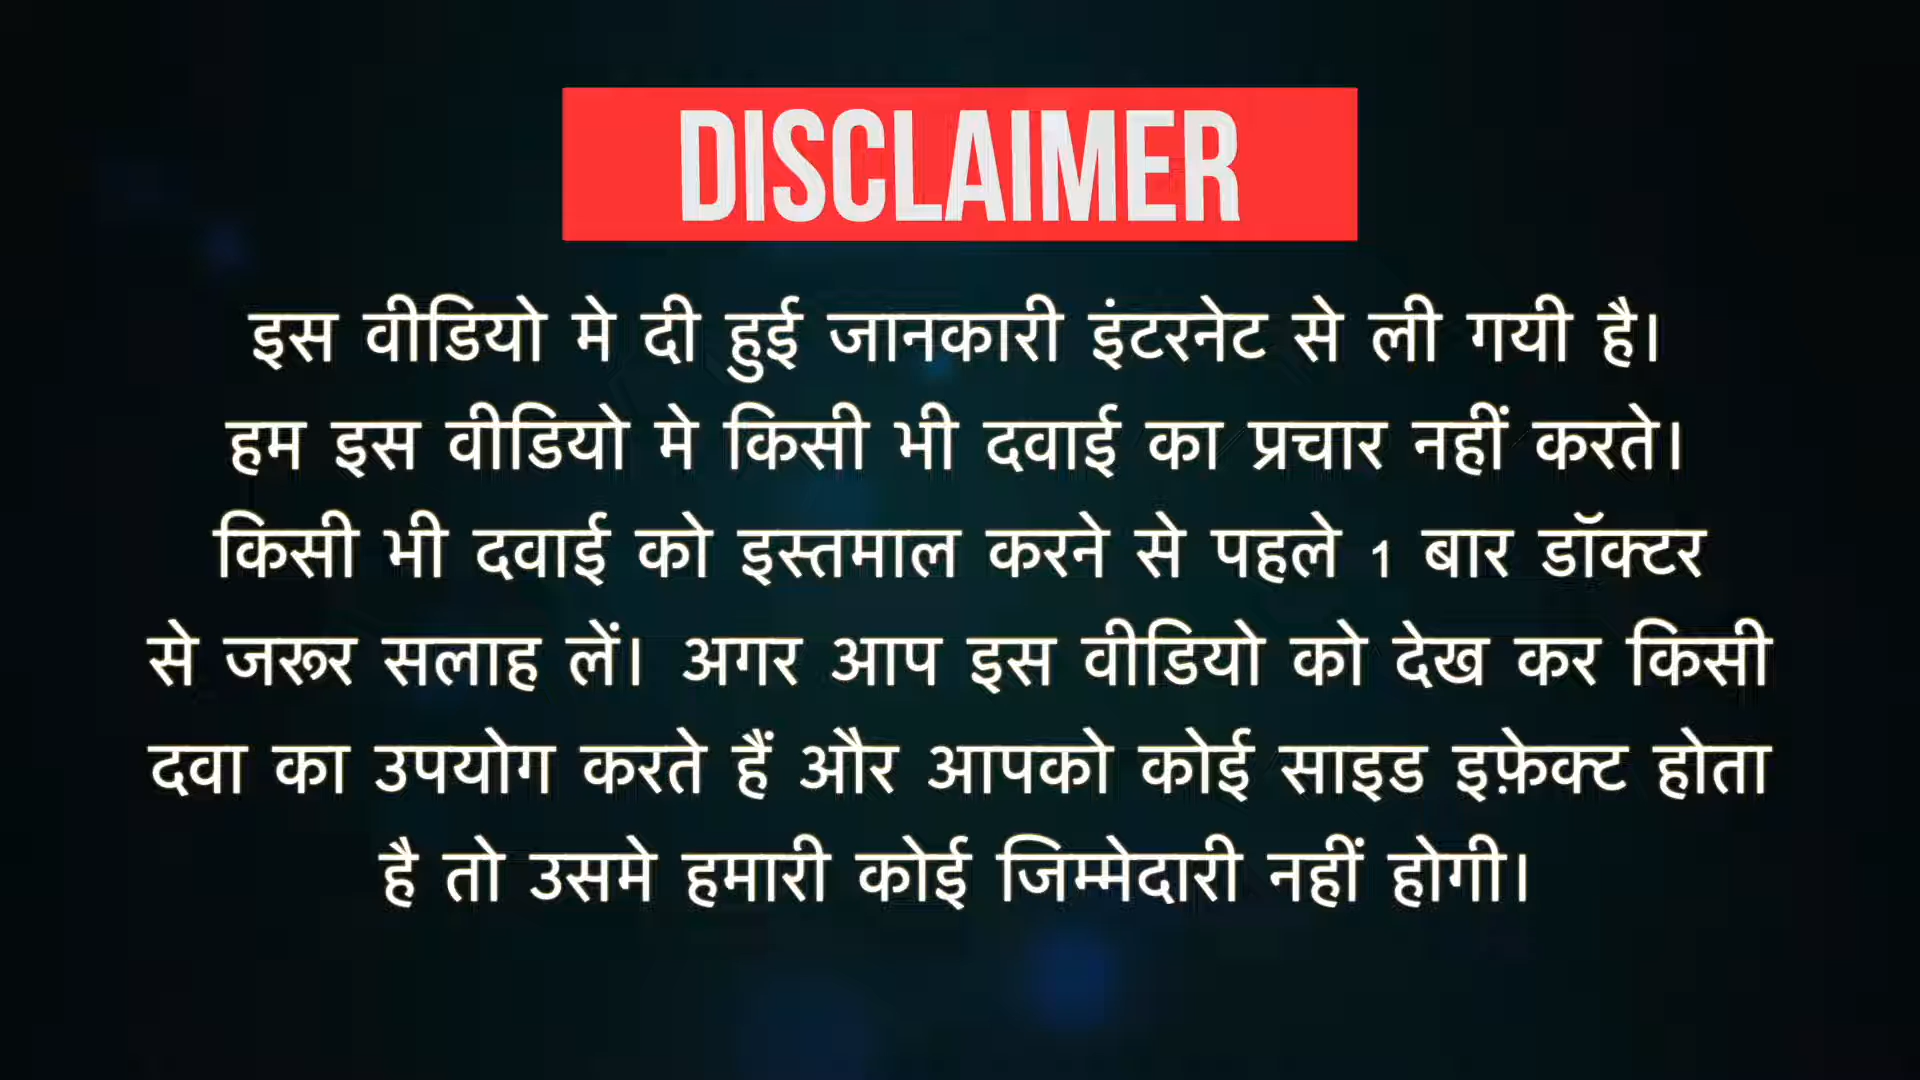 DISCLAIMER
इस वीडियो मे दी हुई जानकारी इंटरनेट से ली गयी है।
हम इस वीडियो मे किसी भी दवाई का प्रचार नहीं करते।
किसी भी दवाई को इस्तमाल करने से पहले 1 बार डॉक्टर
से जरूर सलाह लें। अगर आप इस वीडियो को देख कर किसी
दवा का उपयोग करते हैं और आपको कोई साइड इफ़ेक्ट होता
है तो उसमे हमारी कोई जिम्मेदारी नहीं होगी।